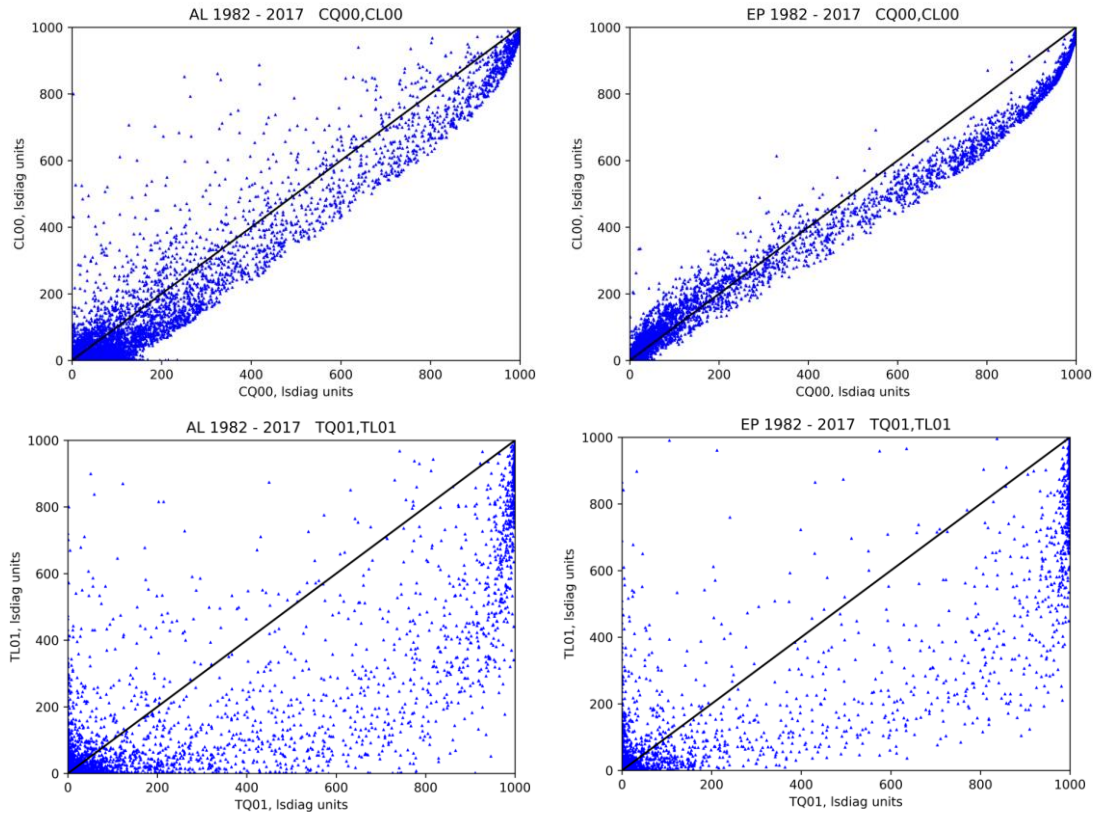 AL 1982 - 2017 CQ00,CL00
1000
800
600
400
200
0
CL00, lsdiag units
0 200 400 600 800 1000
CQ00, lsdiag units
EP 1982 - 2017 CQ00,CL00
1000
800
600
400
200
0
CL00, lsdiag units
0 200 400 600 800 1000
CQ00, lsdiag units
AL 1982 - 2017 TQ01,TL01
1000
800
600
400
200
0
TL01, lsdiag units
0 200 400 600 800 1000
TQ01, lsdiag units
EP 1982 - 2017 TQ01,TL01
1000
800
600
400
200
0
TL01, lsdiag units
0 200 400 600 800 1000
TQ01, lsdiag units